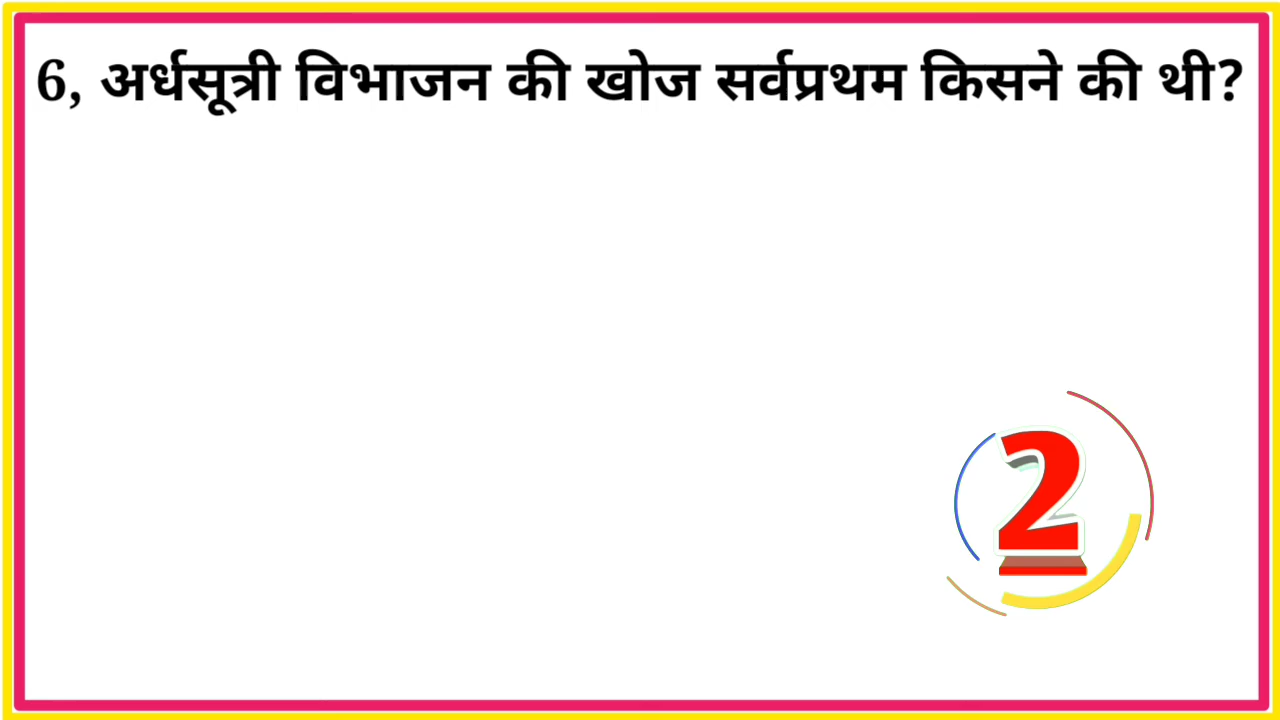 6, अर्धसूत्री विभाजन की खोज सर्वप्रथम किसने की थी?
2